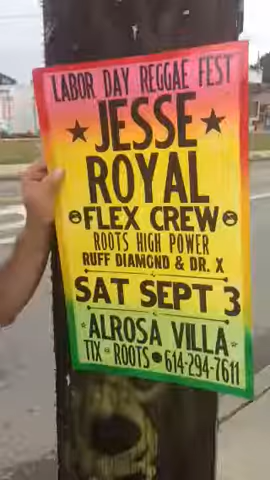 LABOR DAY REGGAE FEST
JESSE
ROYAL
FLEX CREW
ROOTS HIGH POWER
RUFF DIAMOND & DR. X
SAT SEPT 3
ALROSA VILLA
TIX - ROOTS • 614-294-7611